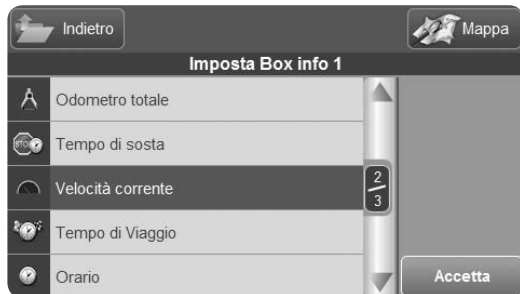 Indietro
Mappa
Imposta Box info 1
Odometro totale
STOP
Tempo di sosta
Velocità corrente
2
3
Tempo di Viaggio
Orario
Accetta